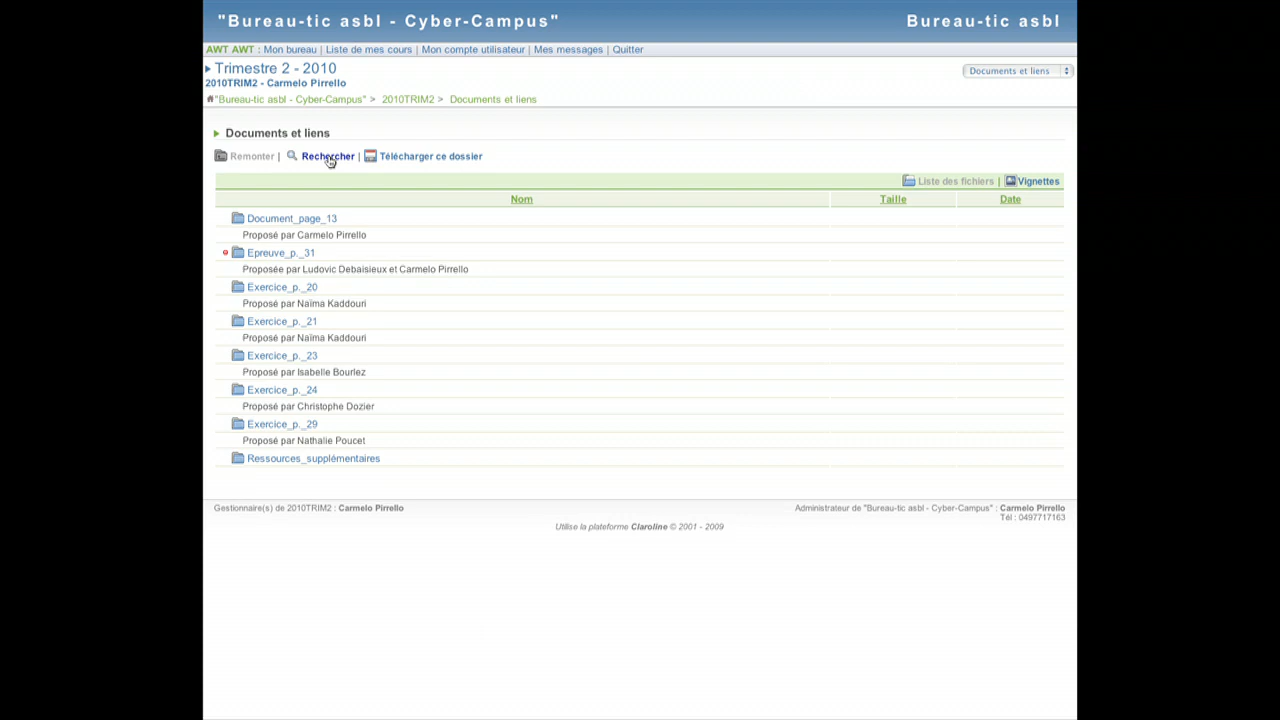 "Bureau-tic asbl - Cyber-Campus" Bureau-tic asbl
AWT AWT : Mon bureau | Liste de mes cours | Mon compte utilisateur | Mes messages | Quitter
Trimestre 2 - 2010
Documents et liens
2010TRIM2 - Carmelo Pirrello
"Bureau-tic asbl - Cyber-Campus" > 2010TRIM2 > Documents et liens
Documents et liens
Remonter | Rechercher | Télécharger ce dossier
Liste des fichiers | Vignettes
Nom Taille Date
Document_page_13
Proposé par Carmelo Pirrello
Epreuve_p._31
Proposée par Ludovic Debaisieux et Carmelo Pirrello
Exercice_p._20
Proposé par Naïma Kaddouri
Exercice_p._21
Proposé par Naïma Kaddouri
Exercice_p._23
Proposé par Isabelle Bourlez
Exercice_p._24
Proposé par Christophe Dozier
Exercice_p._29
Proposé par Nathalie Poucet
Ressources_supplémentaires
Gestionnaire(s) de 2010TRIM2 : Carmelo Pirrello
Administrateur de "Bureau-tic asbl - Cyber-Campus" : Carmelo Pirrello
Tél : 0497717163
Utilise la plateforme Claroline © 2001 - 2009